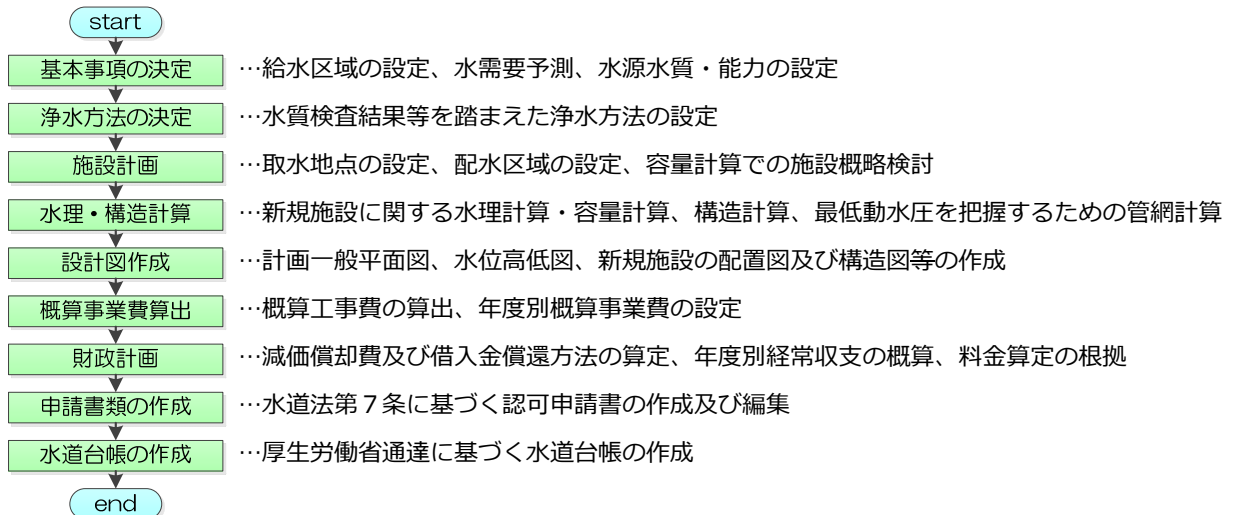 start
基本事項の決定 …給水区域の設定、水需要予測、水源水質・能力の設定
浄水方法の決定 …水質検査結果等を踏まえた浄水方法の設定
施設計画 …取水地点の設定、配水区域の設定、容量計算での施設概略検討
水理・構造計算 …新規施設に関する水理計算・容量計算、構造計算、最低動水圧を把握するための管網計算
設計図作成 …計画一般平面図、水位高低図、新規施設の配置図及び構造図等の作成
概算事業費算出 …概算工事費の算出、年度別概算事業費の設定
財政計画 …減価償却費及び借入金償還方法の算定、年度別経常収支の概算、料金算定の根拠
申請書類の作成 …水道法第７条に基づく認可申請書の作成及び編集
水道台帳の作成 …厚生労働省通達に基づく水道台帳の作成
end